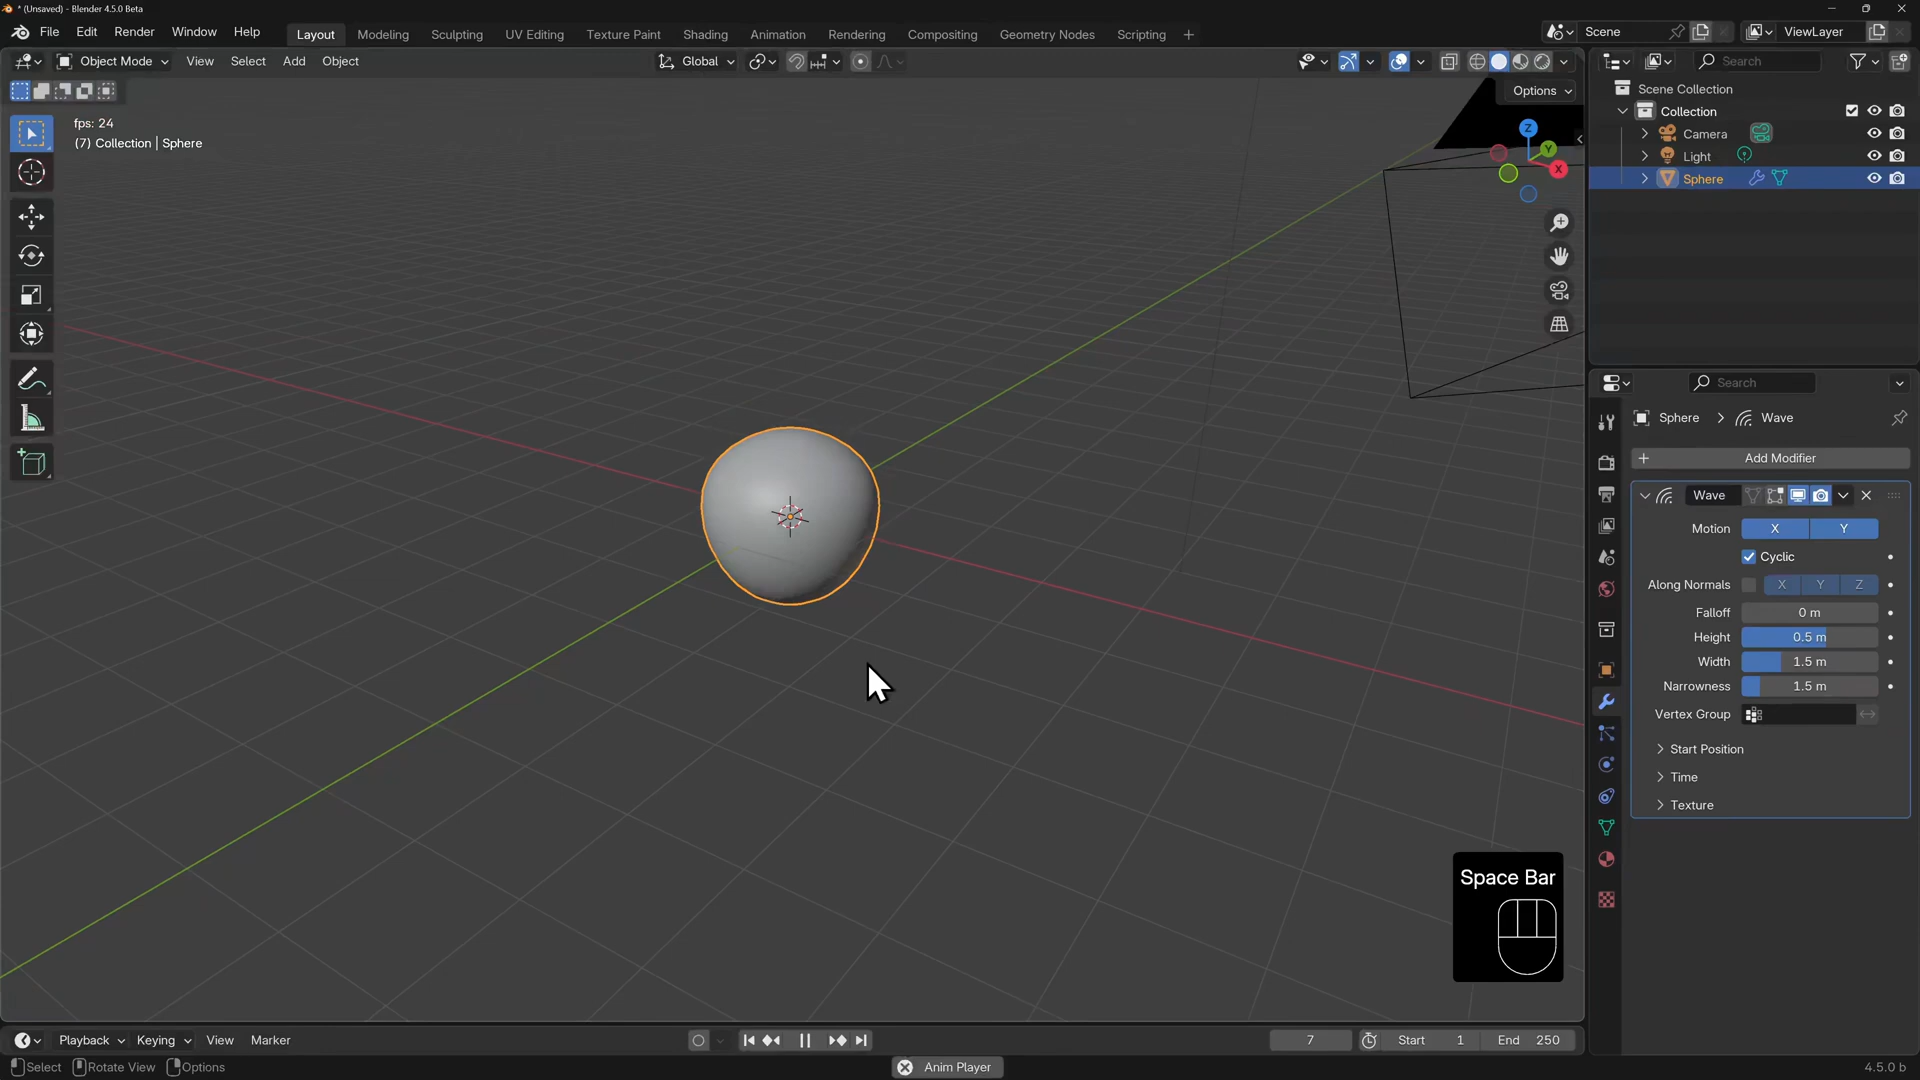 * (Unsaved) - Blender 4.5.0 Beta
File Edit Render Window Help Layout Modeling Sculpting UV Editing Texture Paint Shading Animation Rendering Compositing Geometry Nodes Scripting + Scene ViewLayer
Object Mode View Select Add Object Global Search
Options
Scene Collection
Collection
Camera
Light
Sphere
fps: 24
(7) Collection | Sphere
Z
Y
X
Search
Sphere > Wave
+ Add Modifier
Wave
Motion X Y
Cyclic
Along Normals X Y Z
Falloff 0 m
Height 0.5 m
Width 1.5 m
Narrowness 1.5 m
Vertex Group
Start Position
Time
Texture
Space Bar
Playback Keying View Marker 7 Start 1 End 250
Select Rotate View Options Anim Player 4.5.0 b